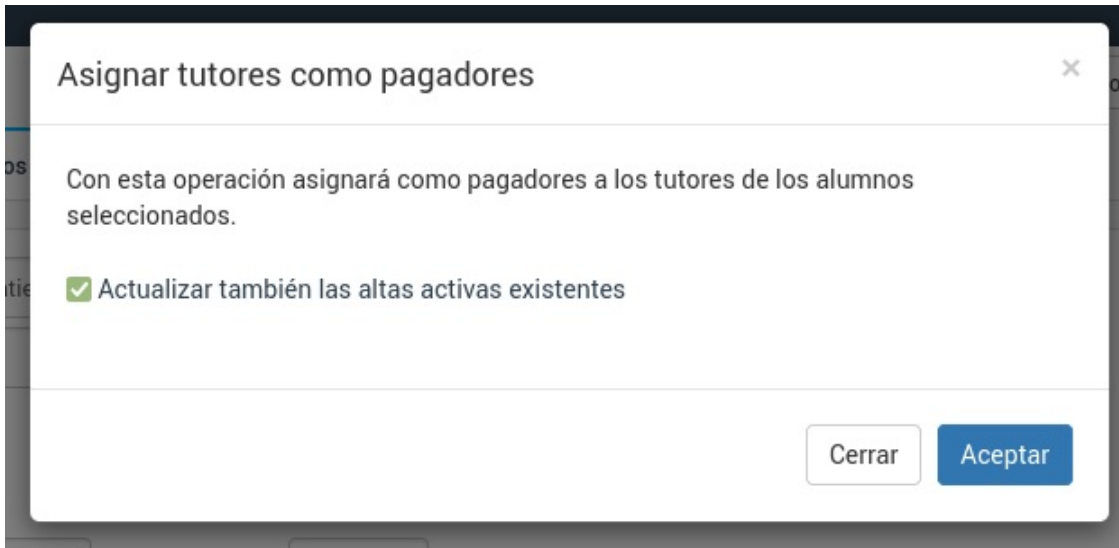 Asignar tutores como pagadores
×
os
Con esta operación asignará como pagadores a los tutores de los alumnos
seleccionados.
Actualizar también las altas activas existentes
Cerrar
Aceptar